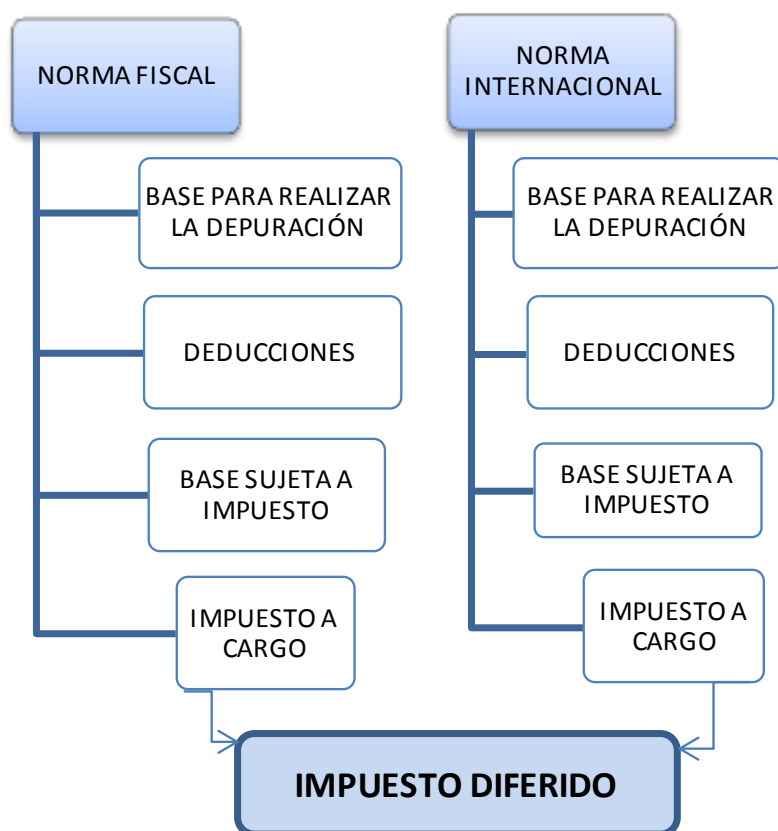 NORMA FISCAL
BASE PARA REALIZAR
LA DEPURACIÓN
DEDUCCIONES
BASE SUJETA A
IMPUESTO
IMPUESTO A
CARGO
NORMA
INTERNACIONAL
BASE PARA REALIZAR
LA DEPURACIÓN
DEDUCCIONES
BASE SUJETA A
IMPUESTO
IMPUESTO A
CARGO
IMPUESTO DIFERIDO